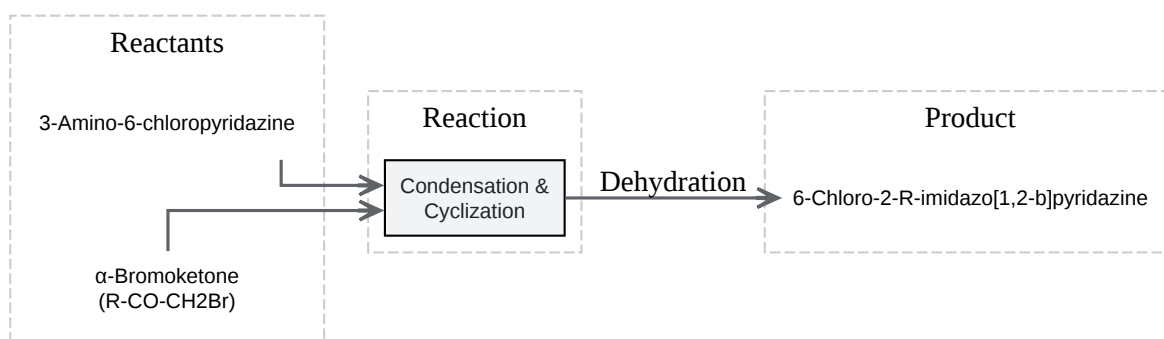 Reactants
3-Amino-6-chloropyridazine
α-Bromoketone
(R-CO-CH2Br)
Reaction
Condensation &
Cyclization
Dehydration
Product
6-Chloro-2-R-imidazo[1,2-b]pyridazine